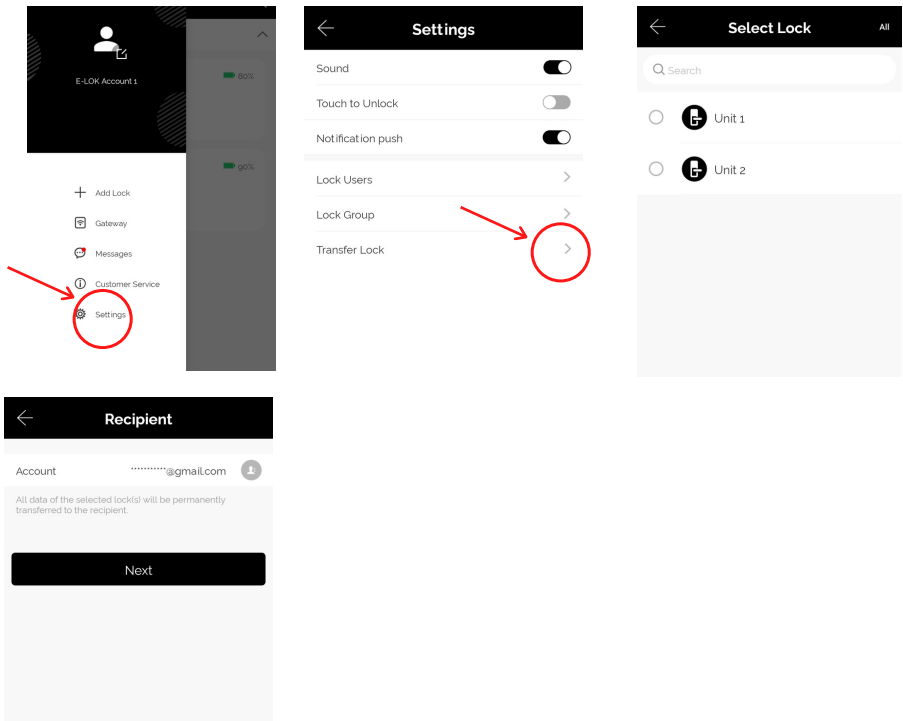 E-LOK Account 1
80%
90%
Add Lock
Gateway
Messages
Customer Service
Settings
Settings
Sound
Touch to Unlock
Notification push
Lock Users
Lock Group
Transfer Lock
Select Lock
All
Search
Unit 1
Unit 2
Recipient
Account ***********@gmail.com
All data of the selected lock(s) will be permanently
transferred to the recipient.
Next